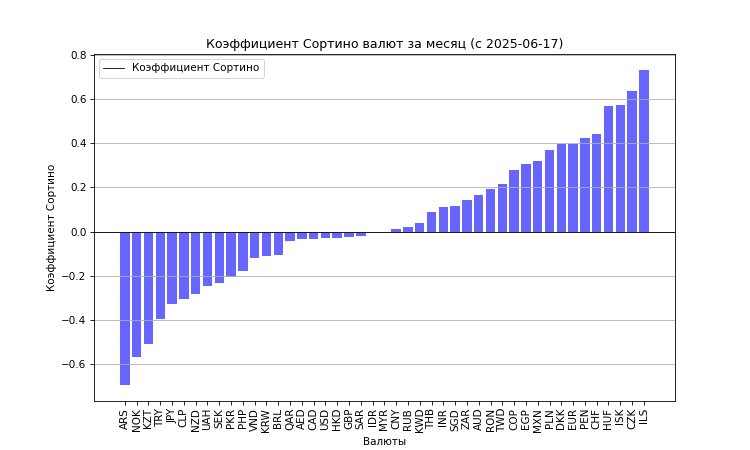 Коэффициент Сортино валют за месяц (с 2025-06-17)
Коэффициент Сортино
Коэффициент Сортино
0.8
0.6
0.4
0.2
0.0
−0.2
−0.4
−0.6
ARS NOK KZT TRY JPY CLP NZD UAH SEK PKR PHP VND KRW BRL QAR AED CAD USD HKD GBP SAR IDR MYR CNY RUB KWD THB INR SGD ZAR AUD RON TWD COP EGP MXN PLN DKK EUR PEN CHF HUF ISK CZK ILS
Валюты